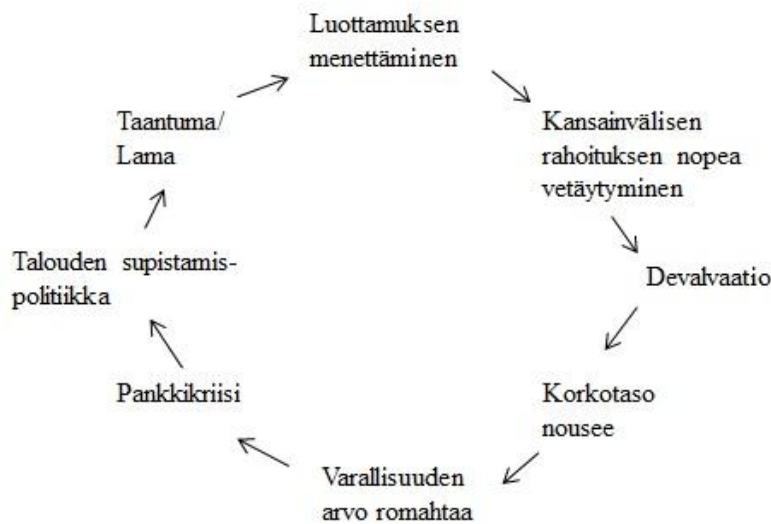 Luottamuksen
menettäminen
Kansainvälisen
rahoituksen nopea
vetäytyminen
Devalvaatio
Korkotaso
nousee
Varallisuuden
arvo romahtaa
Pankkikriisi
Talouden supistamis-
politiikka
Taantuma/
Lama